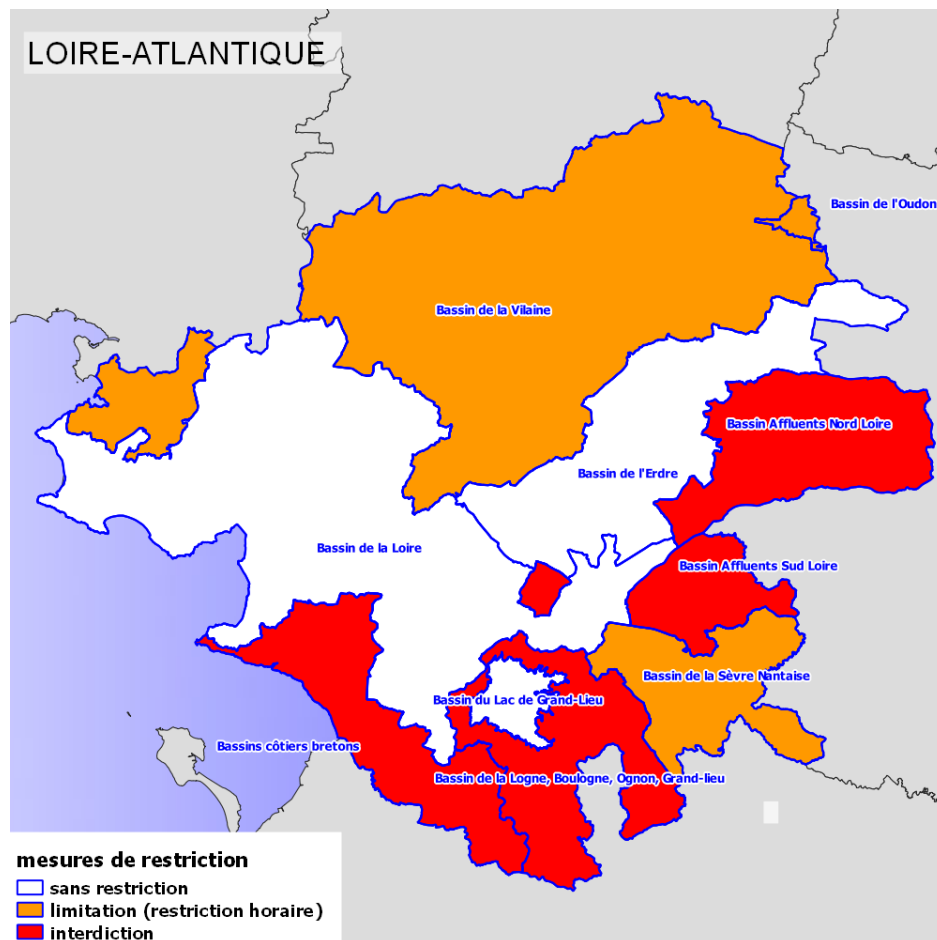 LOIRE-ATLANTIQUE
Bassin de l'Oudon
Bassin de la Vilaine
Bassin Affluents Nord Loire
Bassin de l'Erdre
Bassin de la Loire
Bassin Affluents Sud Loire
Bassin de la Sèvre Nantaise
Bassin du Lac de Grand-Lieu
Bassins côtiers bretons
Bassin de la Logne, Boulogne, Ognon, Grand-lieu
mesures de restriction
sans restriction
limitation (restriction horaire)
interdiction